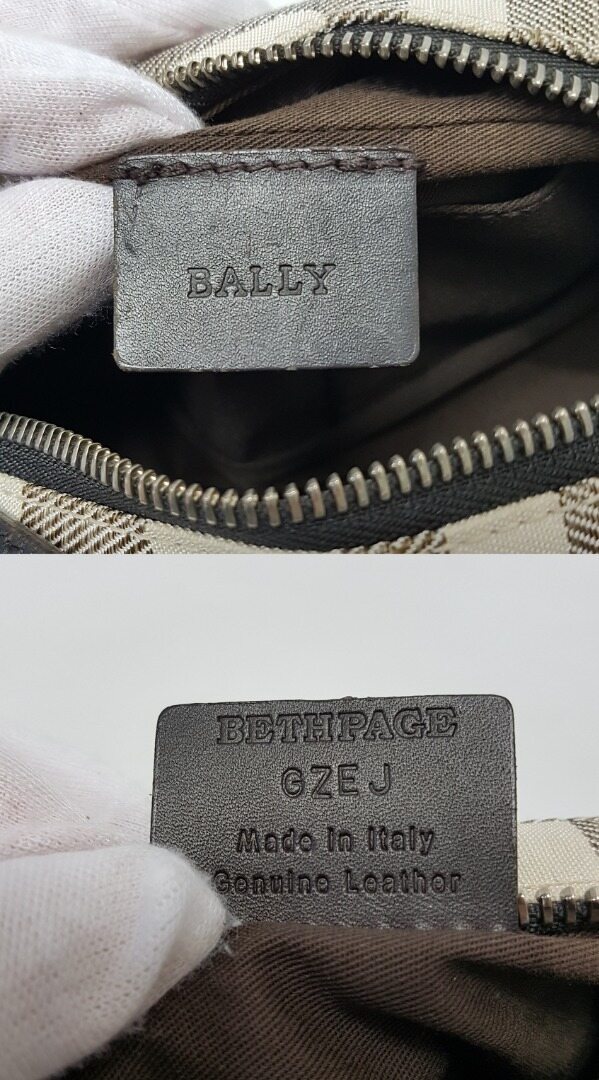 BALLY
BETHPAGE
GZEJ
Made in Italy
Genuine Leather